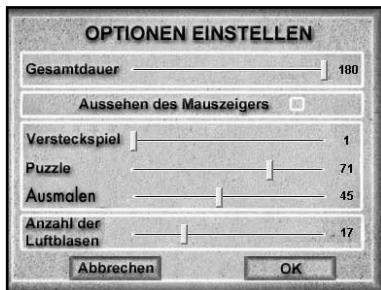 OPTIONEN EINSTELLEN
Gesamtdauer 180
Aussehen des Mauszeigers
Versteckspiel 1
Puzzle 71
Ausmalen 45
Anzahl der
Luftblasen 17
Abbrechen OK